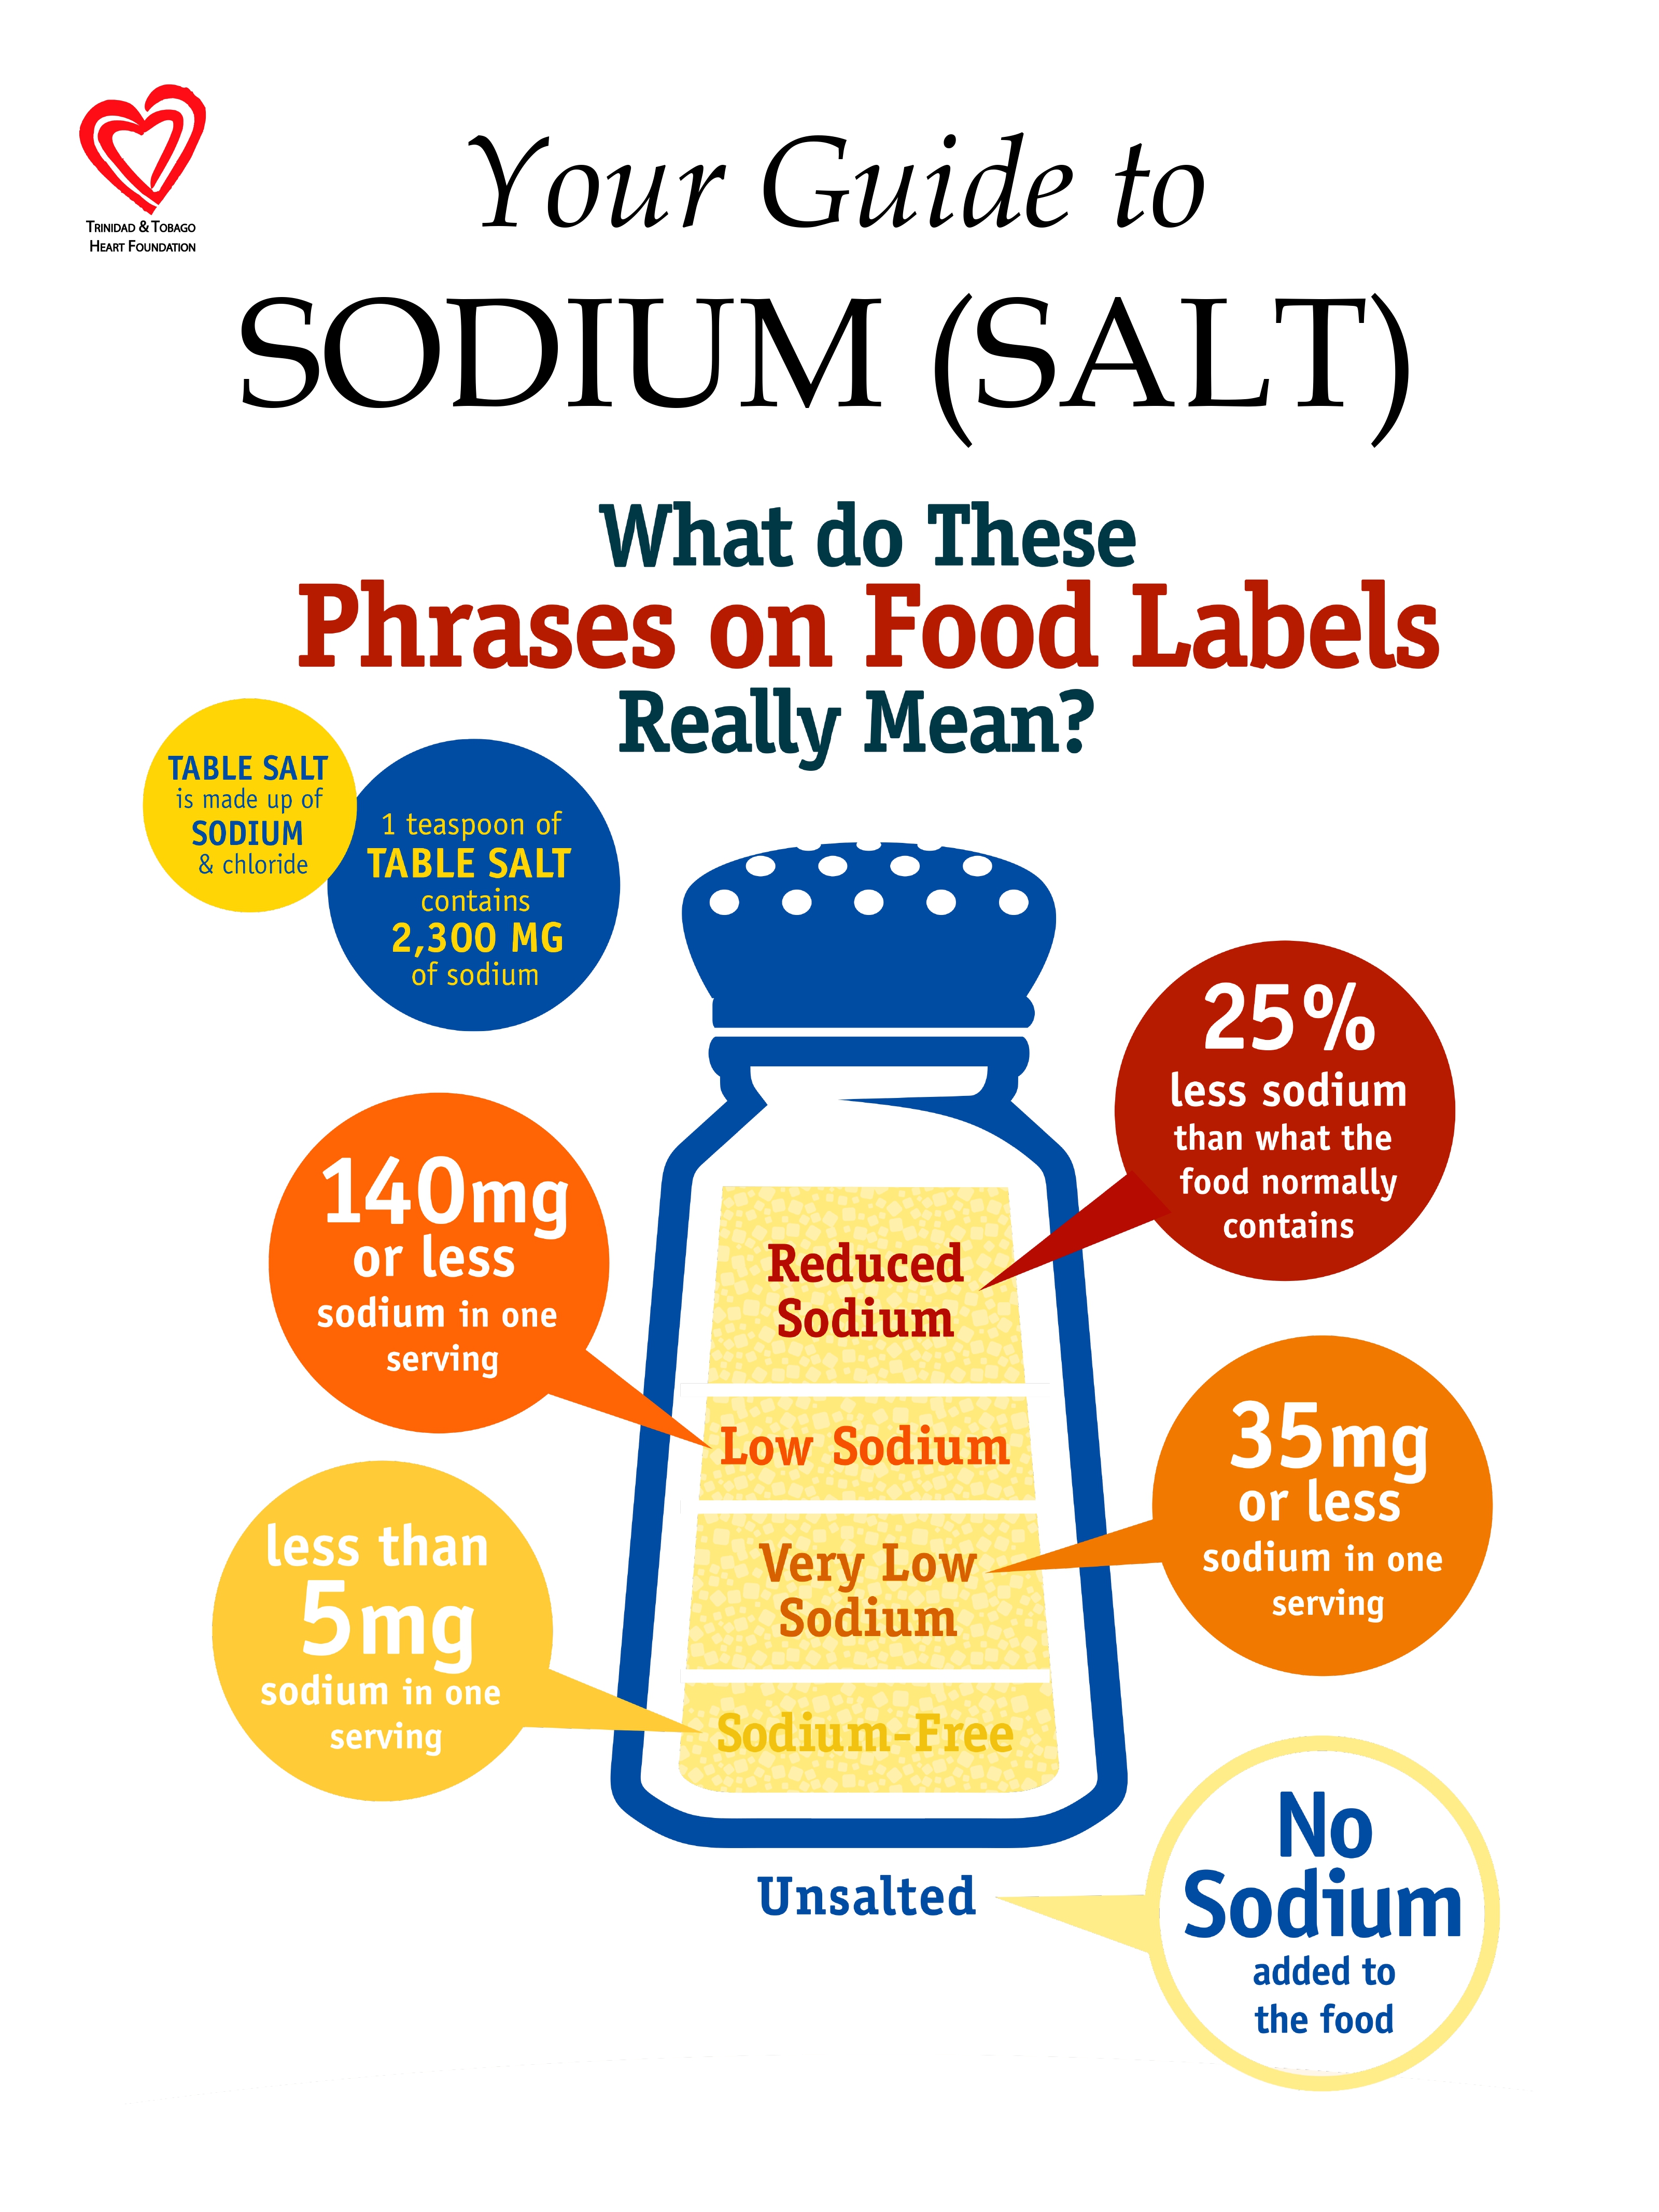 TRINIDAD & TOBAGO
HEART FOUNDATION
Your Guide to
SODIUM (SALT)
What do These
Phrases on Food Labels
Really Mean?
TABLE SALT
is made up of
SODIUM
& chloride
1 teaspoon of
TABLE SALT
contains
2,300 MG
of sodium
25%
less sodium
than what the
food normally
contains
140mg
or less
sodium in one
serving
Reduced
Sodium
Low Sodium
35mg
or less
sodium in one
serving
less than
5mg
sodium in one
serving
Very Low
Sodium
Sodium-Free
No
Sodium
added to
the food
Unsalted